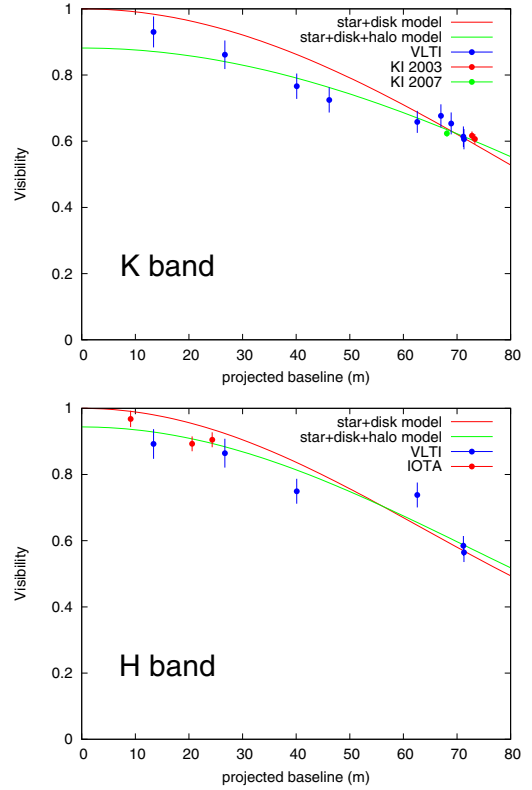 1
0.8
0.6
0.4
0.2
0
0 10 20 30 40 50 60 70 80
Visibility
projected baseline (m)
K band
star+disk model
star+disk+halo model
VLTI
KI 2003
KI 2007
1
0.8
0.6
0.4
0.2
0
0 10 20 30 40 50 60 70 80
Visibility
projected baseline (m)
H band
star+disk model
star+disk+halo model
VLTI
IOTA